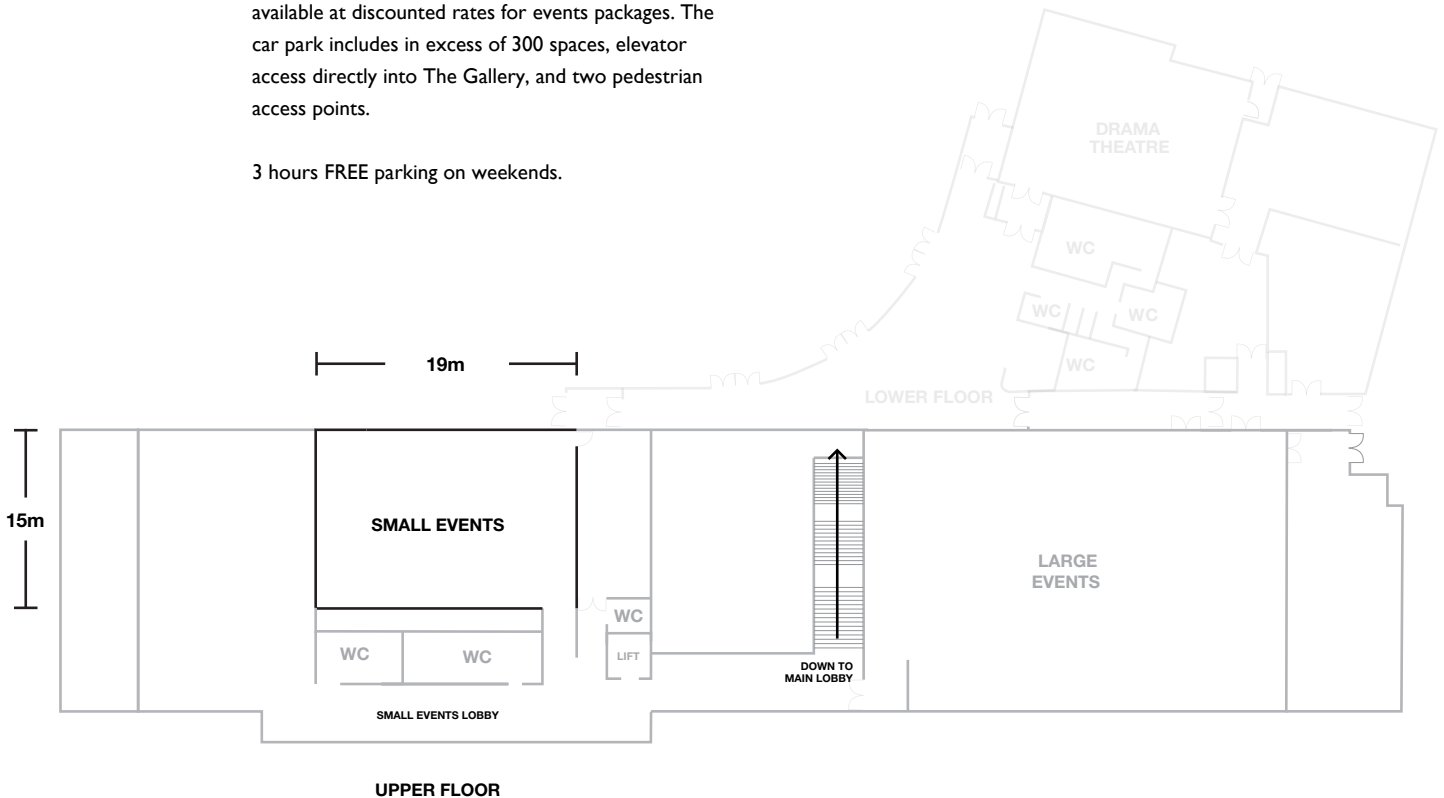 available at discounted rates for events packages. The
car park includes in excess of 300 spaces, elevator
access directly into The Gallery, and two pedestrian
access points.
3 hours FREE parking on weekends.
DRAMA
THEATRE
WC
WC
WC
WC
LOWER FLOOR
19m
15m
SMALL EVENTS
LARGE
EVENTS
WC
WC
WC
LIFT
DOWN TO
MAIN LOBBY
SMALL EVENTS LOBBY
UPPER FLOOR